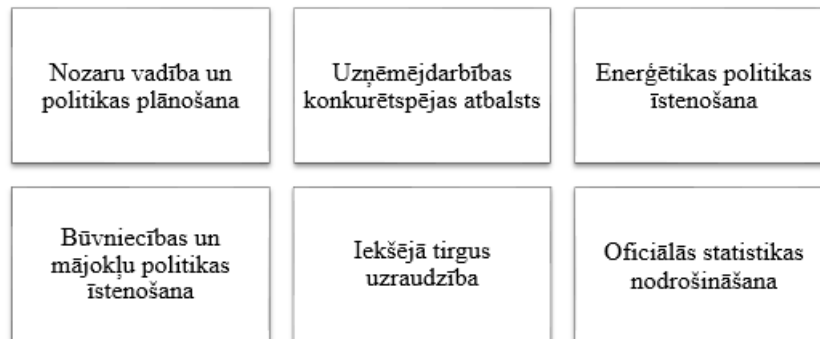 Nozaru vadība un
politikas plānošana
Uzņēmējdarbības
konkurētspējas atbalsts
Enerģētikas politikas
īstenošana
Būvniecības un
mājokļu politikas
īstenošana
Iekšējā tirgus
uzraudzība
Oficiālās statistikas
nodrošināšana